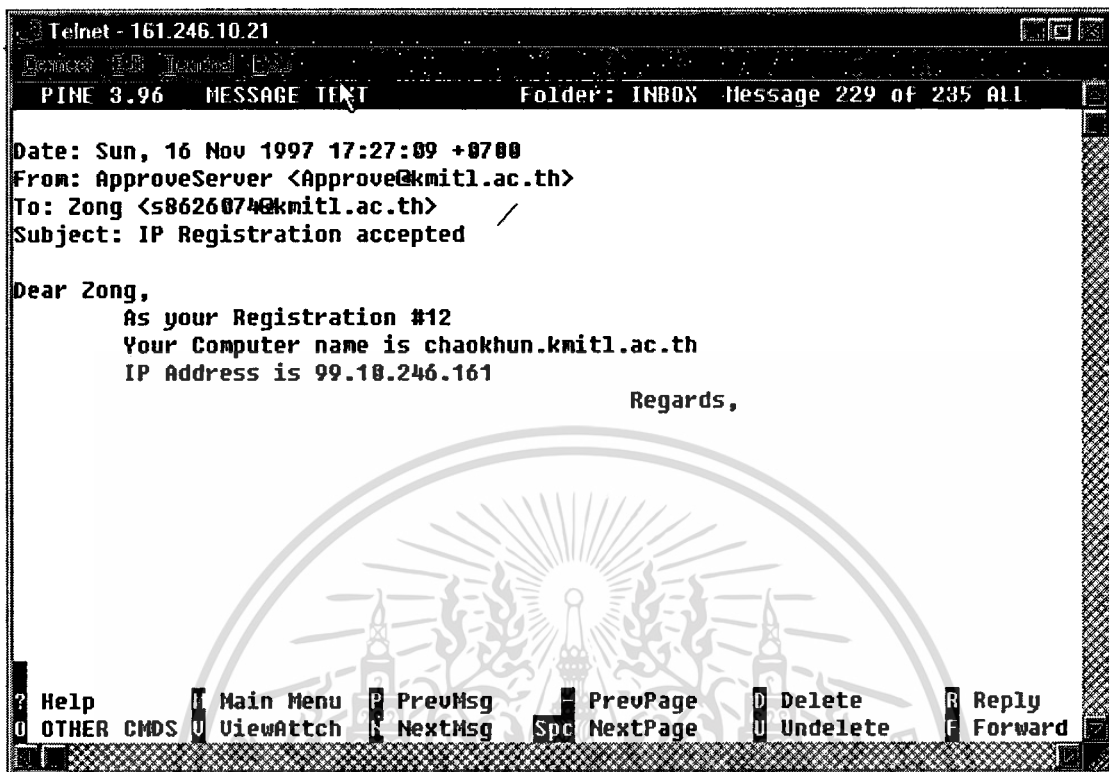 Telnet - 161.246.10.21
Connect Edit Terminal Help
PINE 3.96 MESSAGE TEXT Folder: INBOX Message 229 of 235 ALL
Date: Sun, 16 Nov 1997 17:27:09 +0700
From: ApproveServer <Approve@kmitl.ac.th>
To: Zong <s8626074@kmitl.ac.th>
Subject: IP Registration accepted
Dear Zong,
As your Registration #12
Your Computer name is chaokhun.kmitl.ac.th
IP Address is 99.10.246.161
Regards,
? Help M Main Menu P PrevMsg - PrevPage D Delete R Reply
O OTHER CMDS V ViewAttch N NextMsg Spc NextPage U Undelete F Forward